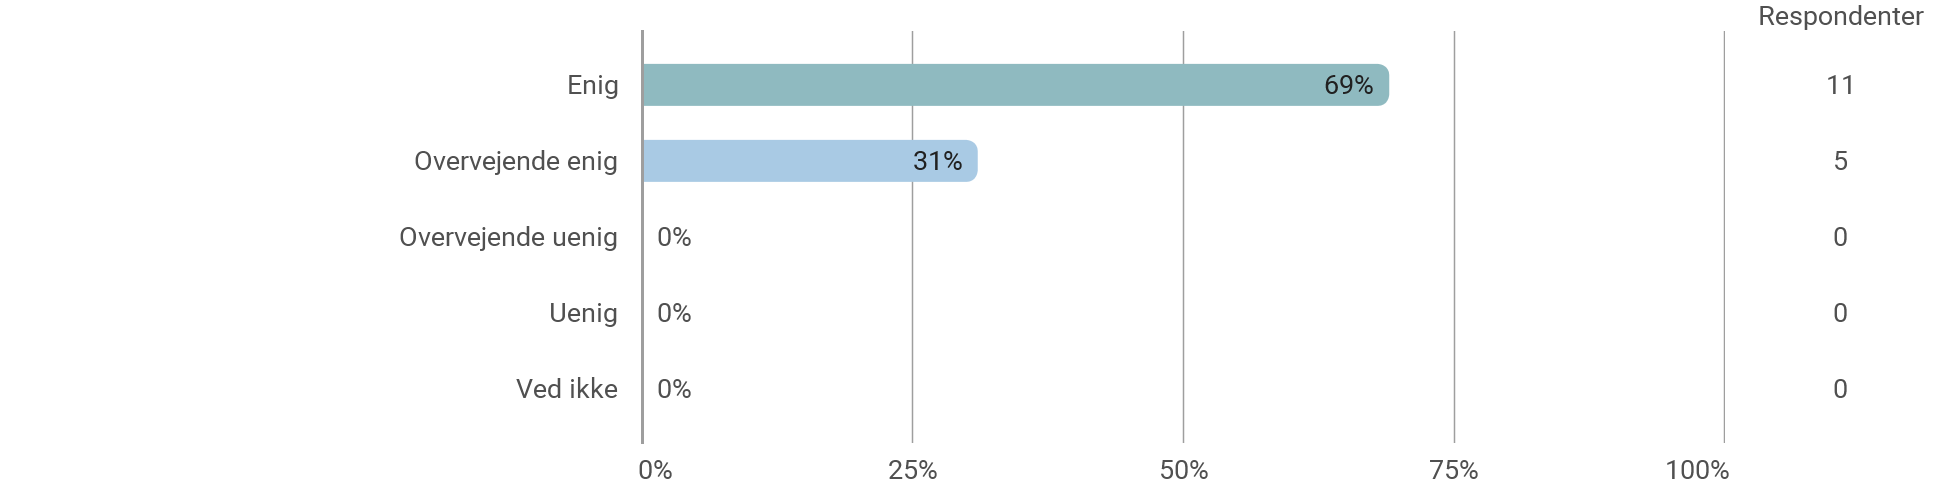 Respondenter
Enig 69% 11
Overvejende enig 31% 5
Overvejende uenig 0% 0
Uenig 0% 0
Ved ikke 0% 0
0% 25% 50% 75% 100%